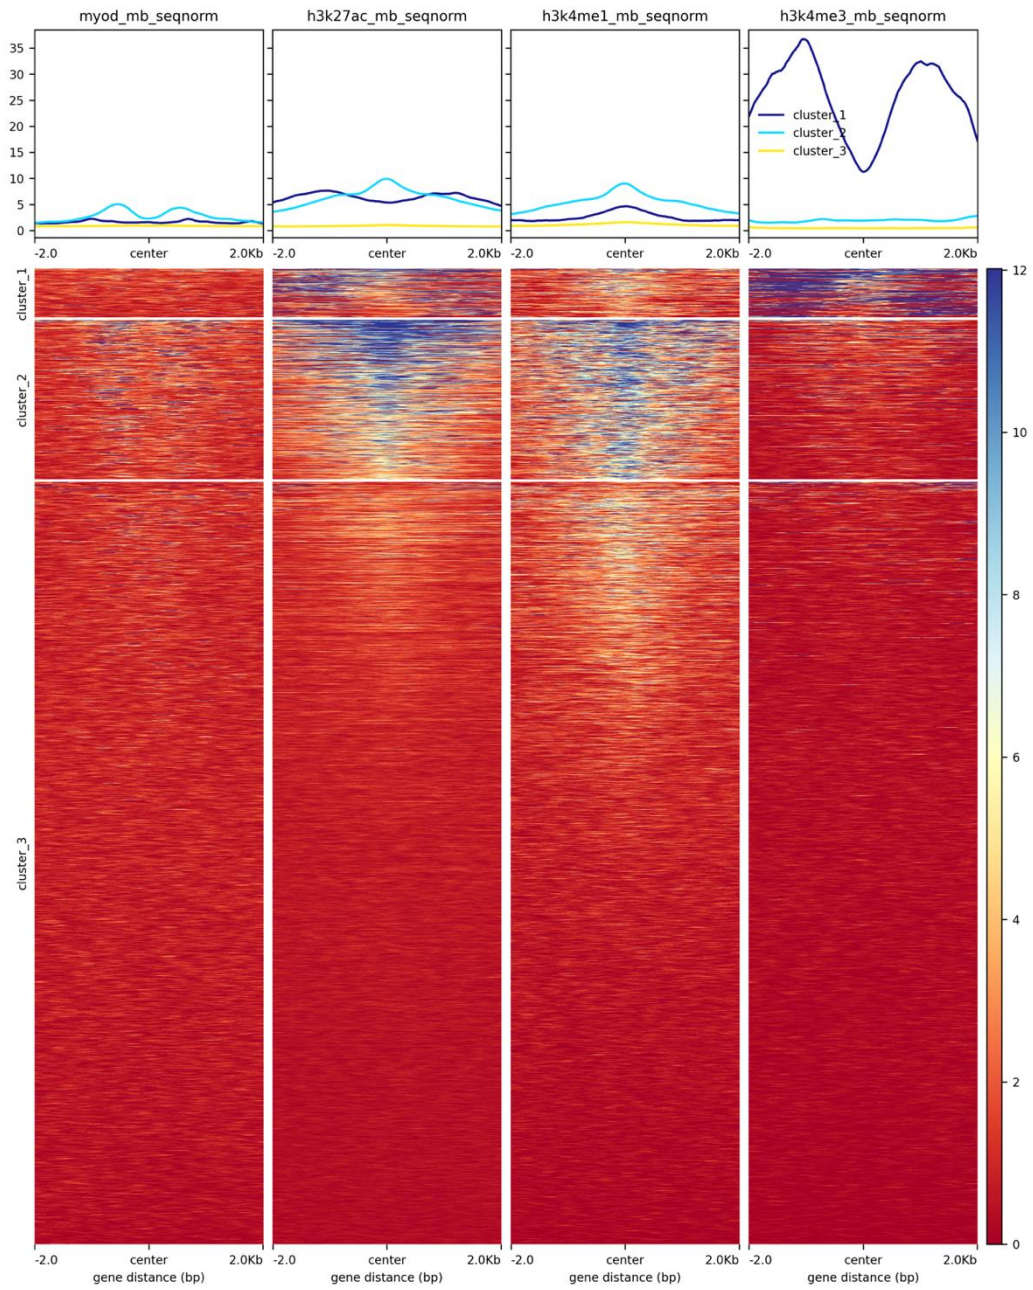 myod_mb_seqnorm h3k27ac_mb_seqnorm h3k4me1_mb_seqnorm h3k4me3_mb_seqnorm
35
30
25
20
15
10
5
0
cluster_1
cluster_2
cluster_3
-2.0 center 2.0Kb -2.0 center 2.0Kb -2.0 center 2.0Kb -2.0 center 2.0Kb
cluster_1
cluster_2
cluster_3
12
10
8
6
4
2
0
-2.0 center 2.0Kb -2.0 center 2.0Kb -2.0 center 2.0Kb -2.0 center 2.0Kb
gene distance (bp) gene distance (bp) gene distance (bp) gene distance (bp)